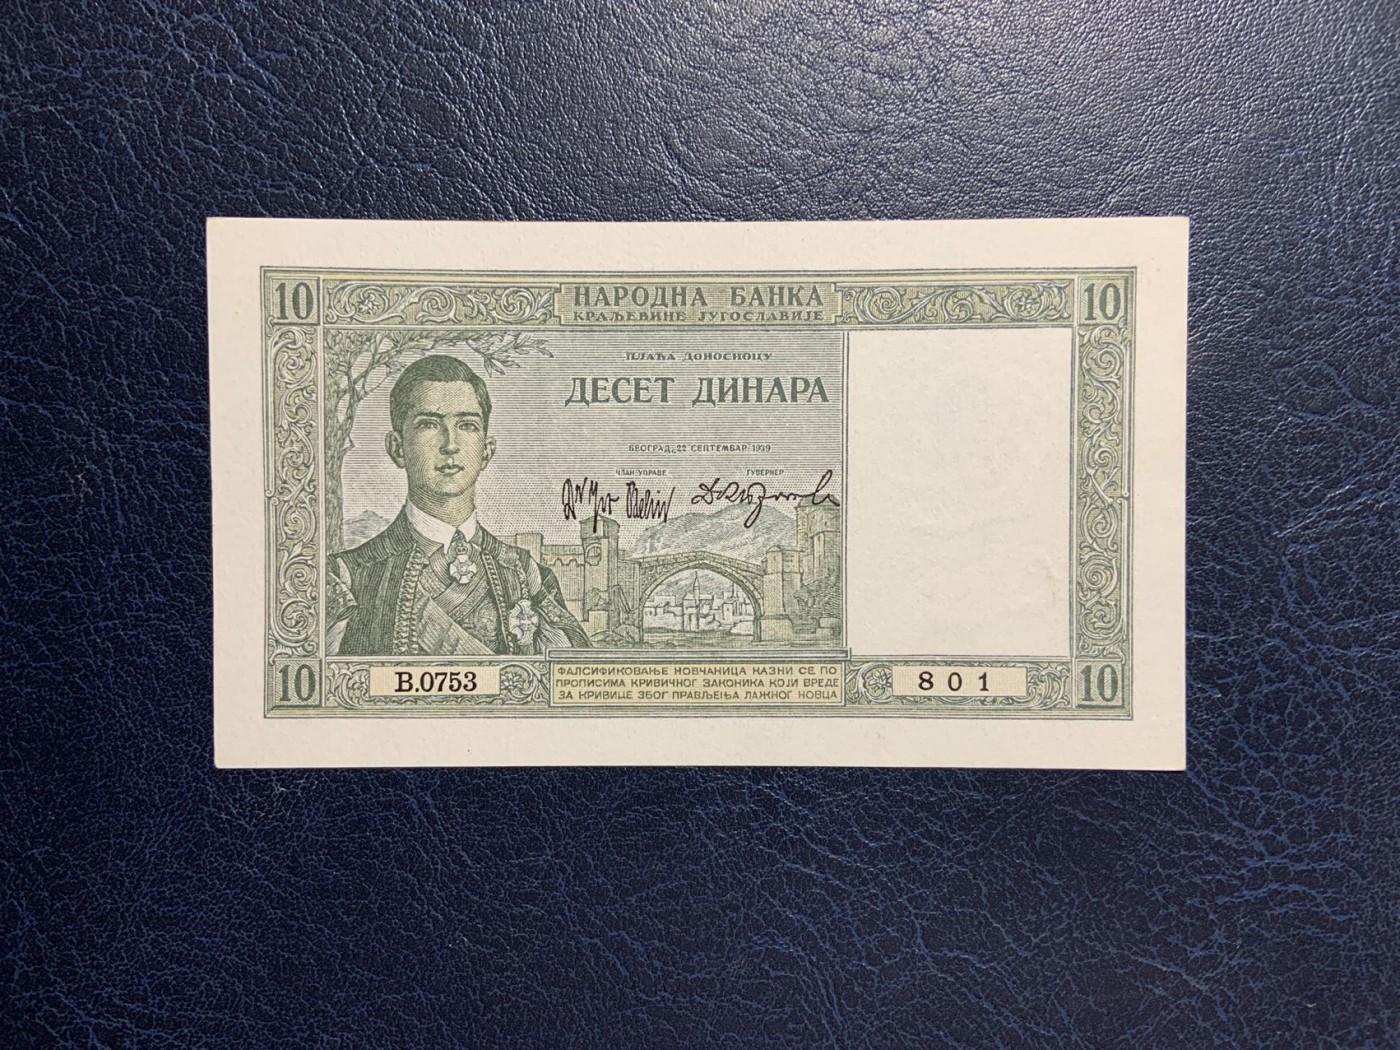 10 НАРОДНА БАНКА 10
КРАЉЕВИНЕ ЈУГОСЛАВИЈЕ
ПЛАЋА ДОНОСИОЦУ
ДЕСЕТ ДИНАРА
БЕОГРАД, 22 СЕПТЕМБАР 1939
ЧЛАН УПРАВЕ ГУВЕРНЕР
10 B.0753 801 10
ФАЛСИФИКОВАЊЕ НОВЧАНИЦА КАЗНИ СЕ ПО
ПРОПИСИМА КРИВИЧНОГ ЗАКОНИКА КОЈИ ВРЕДЕ
ЗА КРИВИЦЕ ЗБОГ ПРАВЉЕЊА ЛАЖНОГ НОВЦА